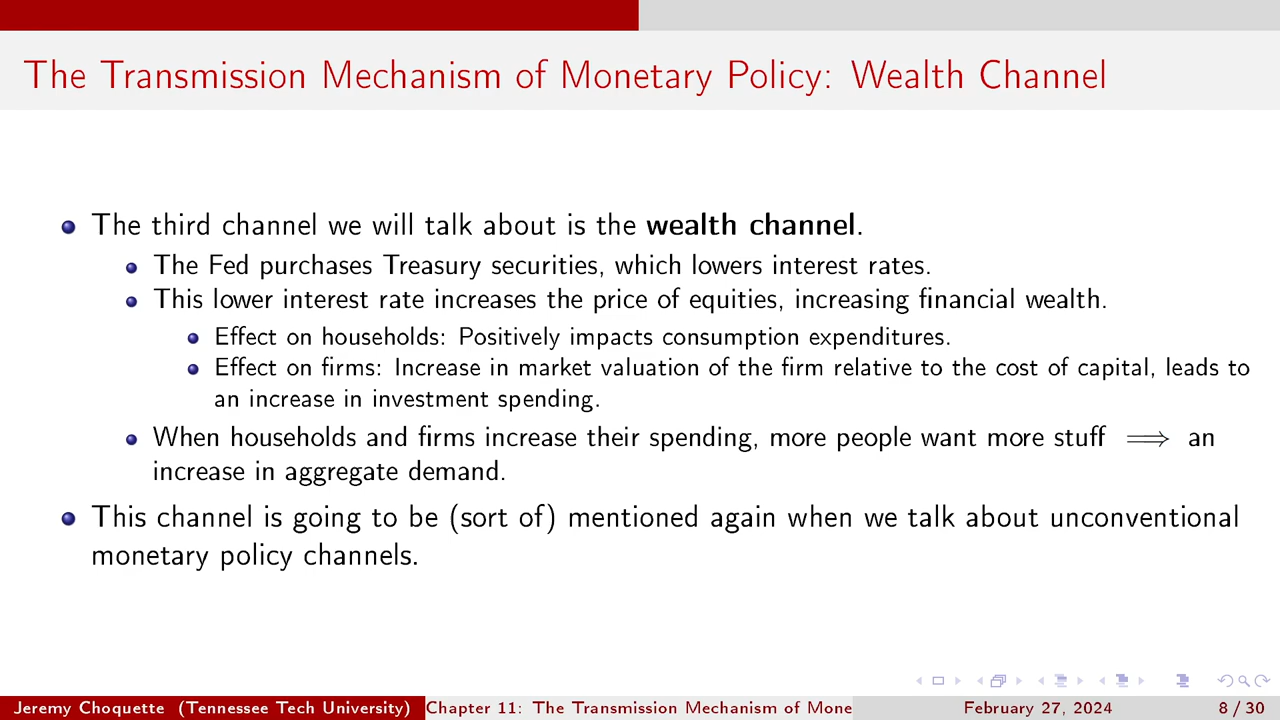 The Transmission Mechanism of Monetary Policy: Wealth Channel
The third channel we will talk about is the wealth channel.
The Fed purchases Treasury securities, which lowers interest rates.
This lower interest rate increases the price of equities, increasing financial wealth.
Effect on households: Positively impacts consumption expenditures.
Effect on firms: Increase in market valuation of the firm relative to the cost of capital, leads to
an increase in investment spending.
When households and firms increase their spending, more people want more stuff ⟹ an
increase in aggregate demand.
This channel is going to be (sort of) mentioned again when we talk about unconventional
monetary policy channels.
Jeremy Choquette (Tennessee Tech University) Chapter 11: The Transmission Mechanism of Mone February 27, 2024 8 / 30